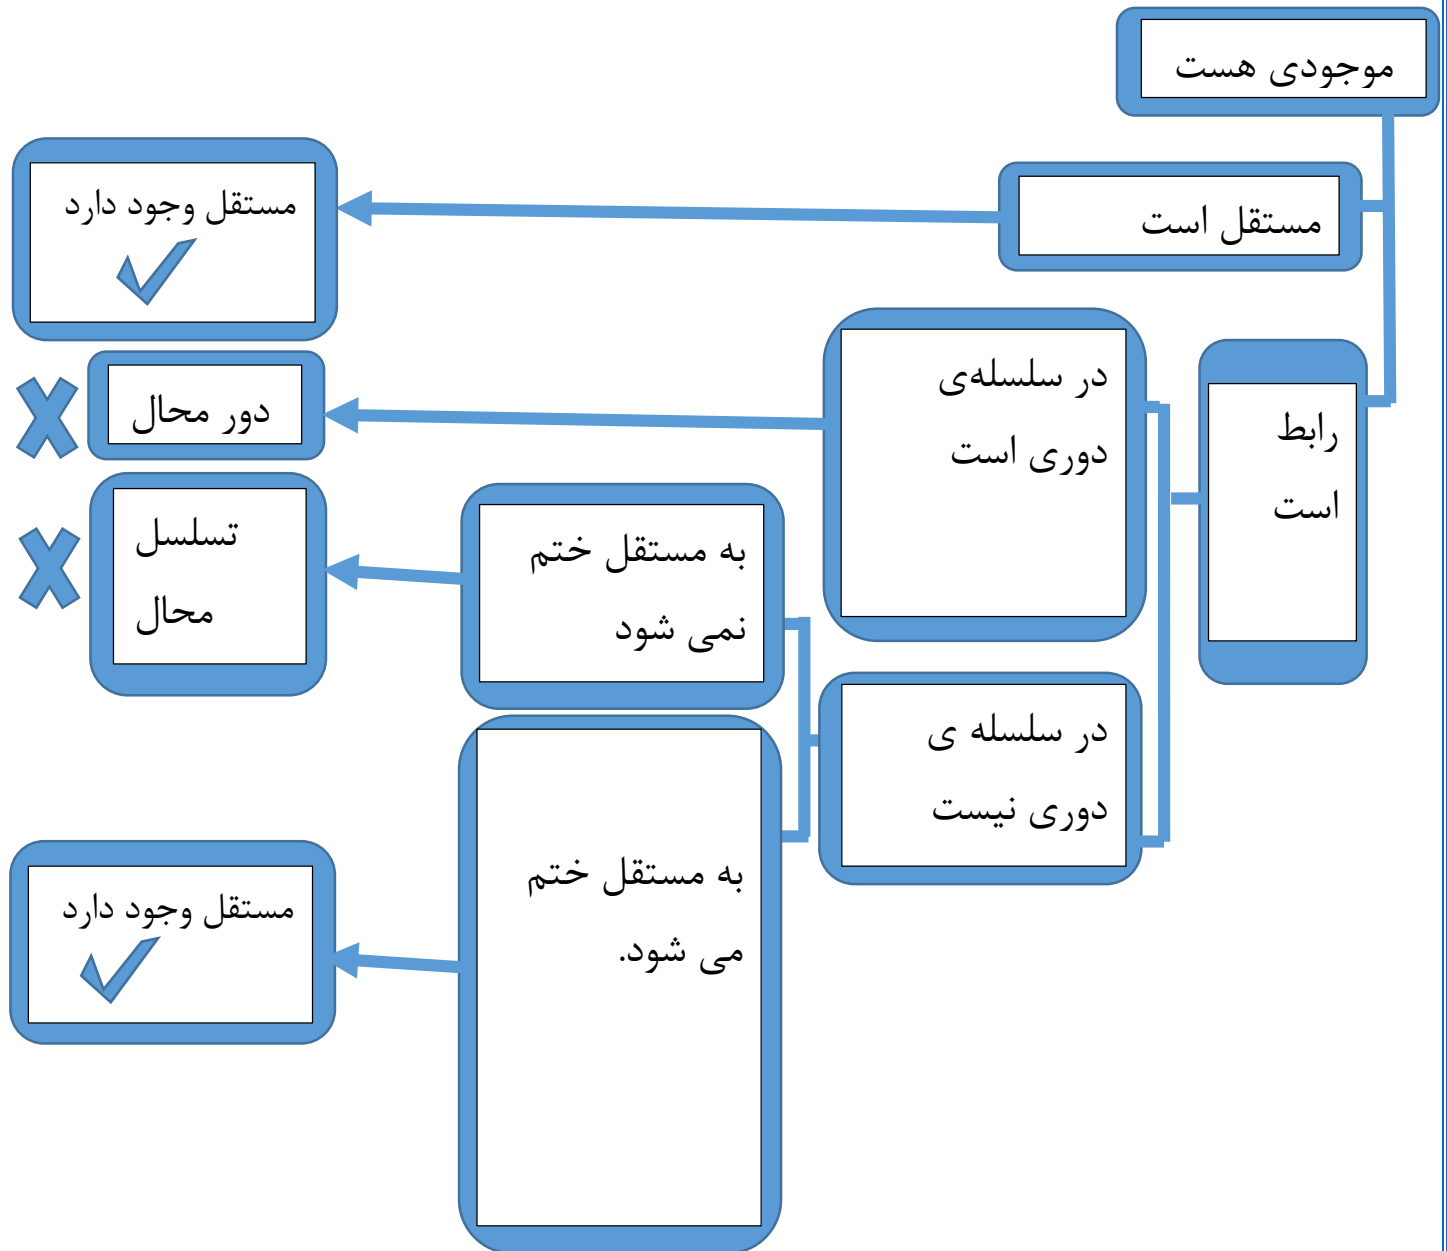 موجودی هست
مستقل است
مستقل وجود دارد
رابط
است
در سلسله‌ی
دوری است
دور محال
در سلسله ی
دوری نیست
به مستقل ختم
نمی شود
تسلسل
محال
به مستقل ختم
می شود.
مستقل وجود دارد